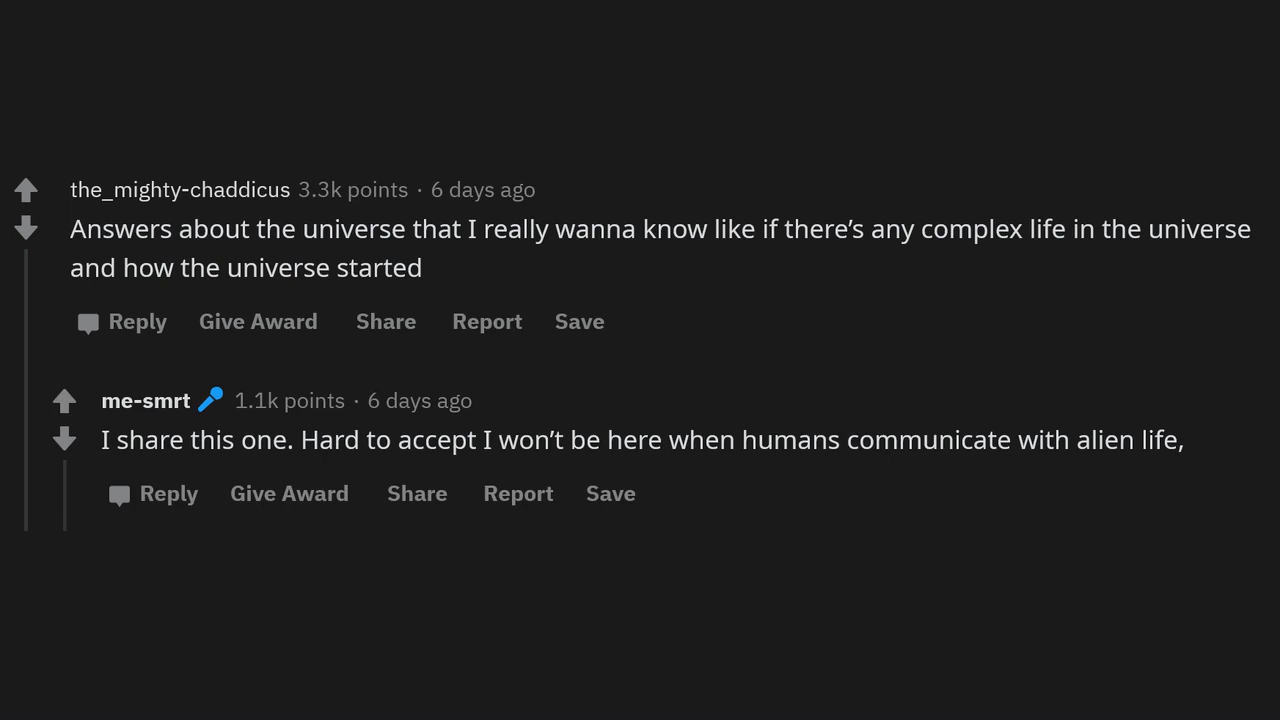 the_mighty-chaddicus 3.3k points · 6 days ago
Answers about the universe that I really wanna know like if there’s any complex life in the universe
and how the universe started
Reply Give Award Share Report Save
me-smrt 1.1k points · 6 days ago
I share this one. Hard to accept I won’t be here when humans communicate with alien life,
Reply Give Award Share Report Save